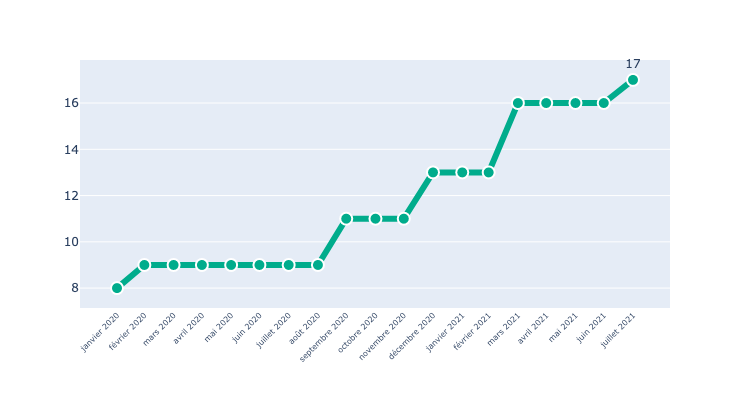 17
16
14
12
10
8
janvier 2020
février 2020
mars 2020
avril 2020
mai 2020
juin 2020
juillet 2020
août 2020
septembre 2020
octobre 2020
novembre 2020
décembre 2020
janvier 2021
février 2021
mars 2021
avril 2021
mai 2021
juin 2021
juillet 2021